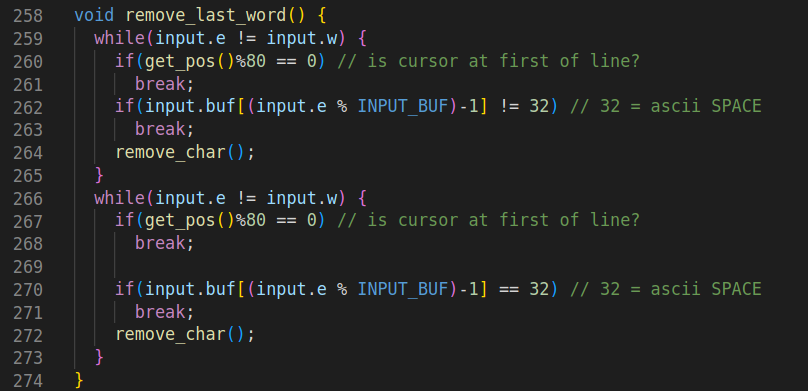 258 void remove_last_word() {
259 while(input.e != input.w) {
260 if(get_pos()%80 == 0) // is cursor at first of line?
261 break;
262 if(input.buf[(input.e % INPUT_BUF)-1] != 32) // 32 = ascii SPACE
263 break;
264 remove_char();
265 }
266 while(input.e != input.w) {
267 if(get_pos()%80 == 0) // is cursor at first of line?
268 break;
269
270 if(input.buf[(input.e % INPUT_BUF)-1] == 32) // 32 = ascii SPACE
271 break;
272 remove_char();
273 }
274 }